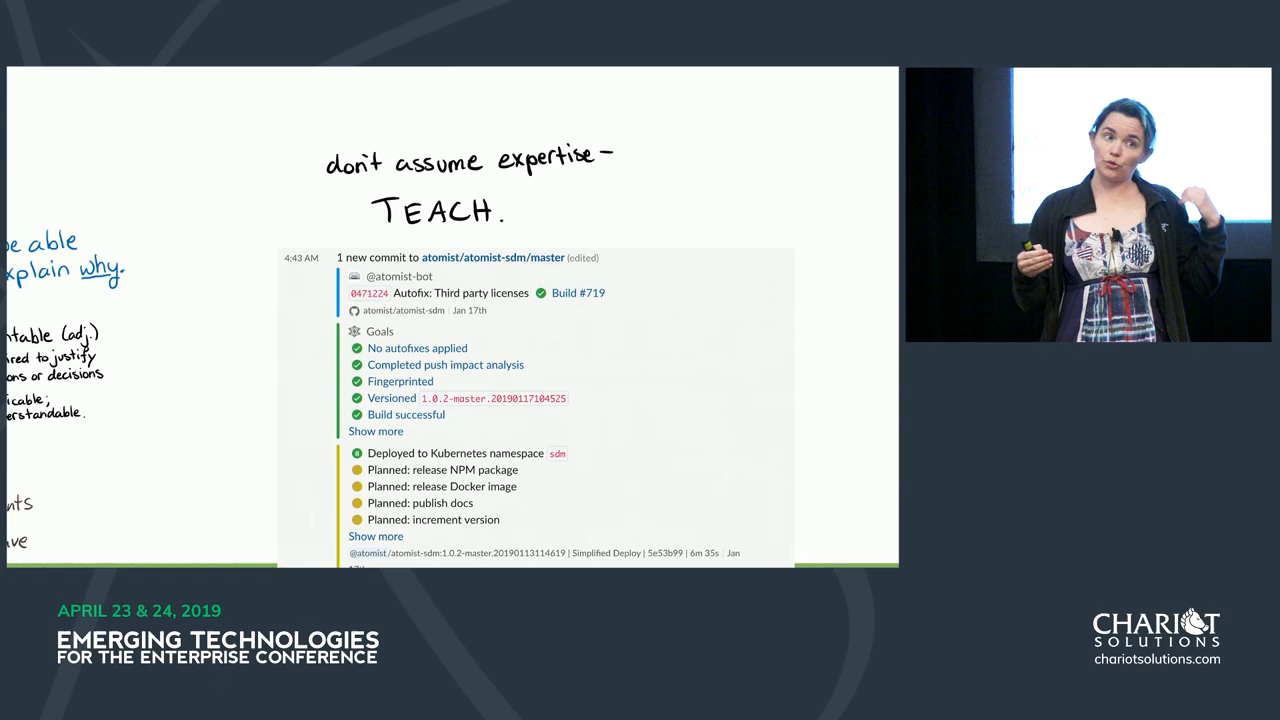 don't assume expertise –
TEACH.
be able
explain why.
ntable (adj.)
ired to justify
ons or decisions
icable;
erstandable.
nts
ve
4:43 AM 1 new commit to atomist/atomist-sdm/master (edited)
@atomist-bot
0471224 Autofix: Third party licenses Build #719
atomist/atomist-sdm Jan 17th
Goals
No autofixes applied
Completed push impact analysis
Fingerprinted
Versioned 1.0.2-master.20190117104525
Build successful
Show more
Deployed to Kubernetes namespace sdm
Planned: release NPM package
Planned: release Docker image
Planned: publish docs
Planned: increment version
Show more
@atomist/atomist-sdm:1.0.2-master.20190113114619 | Simplified Deploy | 5e53b99 | 6m 35s | Jan
APRIL 23 & 24, 2019
EMERGING TECHNOLOGIES
FOR THE ENTERPRISE CONFERENCE
CHARIOT
SOLUTIONS
chariotsolutions.com